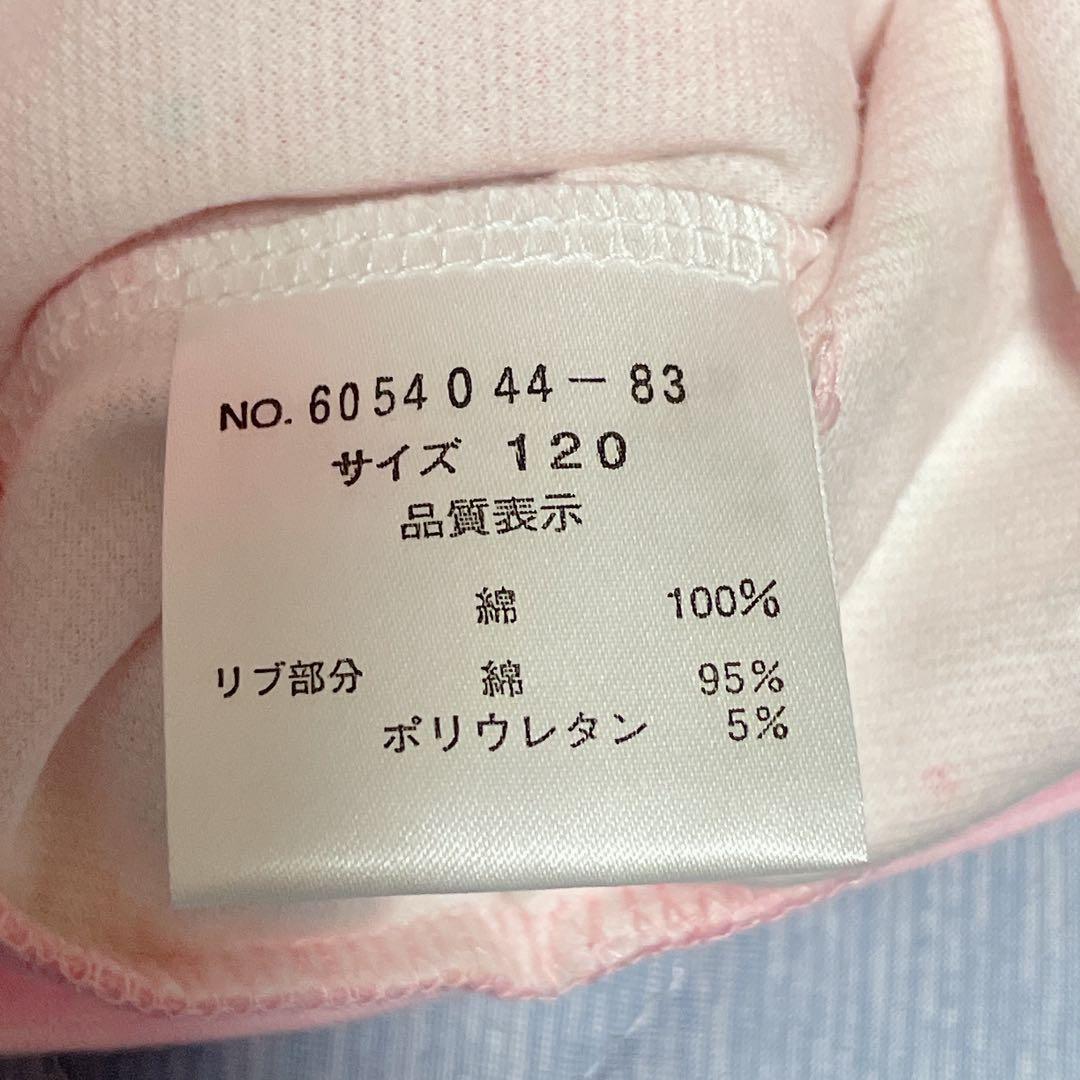 NO. 6054044-83
サイズ 120
品質表示
綿 100%
リブ部分 綿 95%
ポリウレタン 5%